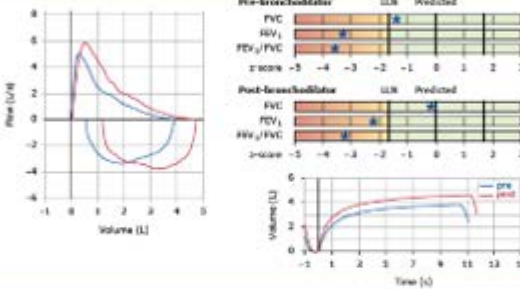 Pre-bronchodilator LLN Predicted
FVC
FEV₁
FEV₁/FVC
z-score -5 -4 -3 -2 -1 0 1 2 3
Post-bronchodilator LLN Predicted
FVC
FEV₁
FEV₁/FVC
z-score -5 -4 -3 -2 -1 0 1 2
Flow (L/s)
8
6
4
2
0
-2
-4
-6
-1 0 1 2 3 4 5
Volume (L)
Volume (L)
6
4
2
0
pre
post
-1 1 3 5 7 9 11 13
Time (s)